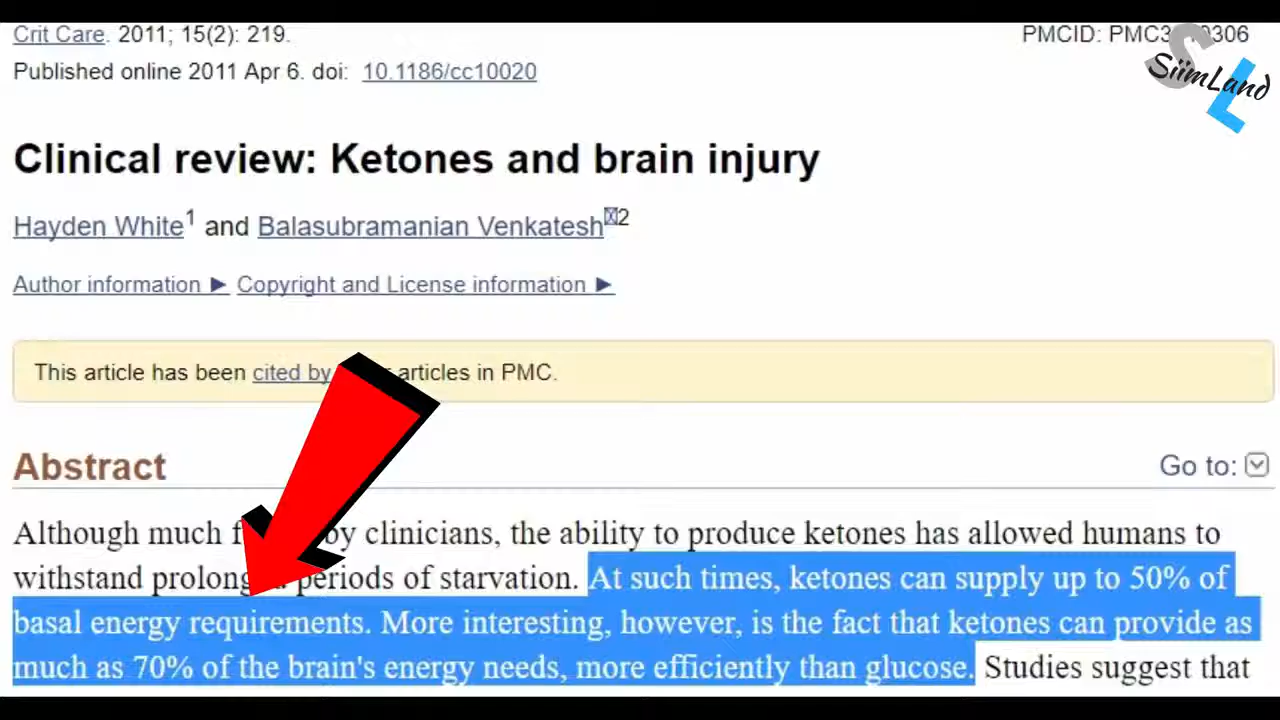 Crit Care. 2011; 15(2): 219.
PMCID: PMC3 306
SiimLand
Published online 2011 Apr 6. doi: 10.1186/cc10020
Clinical review: Ketones and brain injury
Hayden White1 and Balasubramanian Venkatesh2
Author information ► Copyright and License information ►
This article has been cited by articles in PMC.
Abstract
Go to:
Although much by clinicians, the ability to produce ketones has allowed humans to
withstand periods of starvation. At such times, ketones can supply up to 50% of
basal energy requirements. More interesting, however, is the fact that ketones can provide as
much as 70% of the brain's energy needs, more efficiently than glucose. Studies suggest that